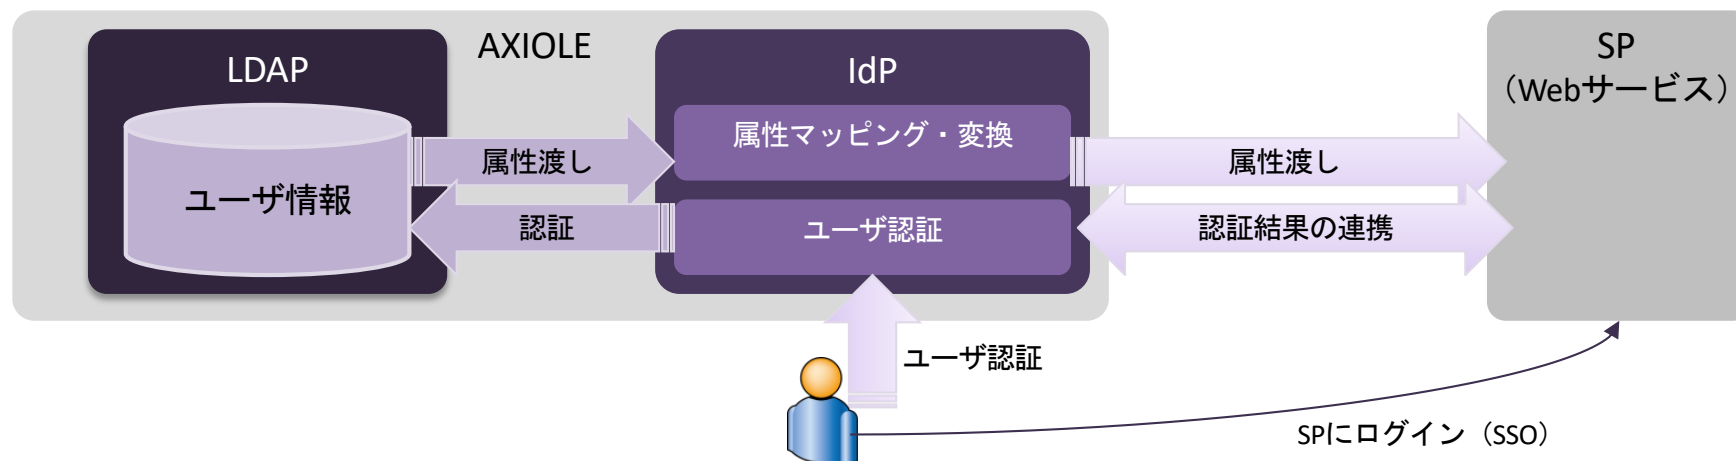 AXIOLE
LDAP
ユーザ情報
属性渡し
認証
IdP
属性マッピング・変換
ユーザ認証
属性渡し
認証結果の連携
SP
（Webサービス）
ユーザ認証
SPにログイン（SSO）